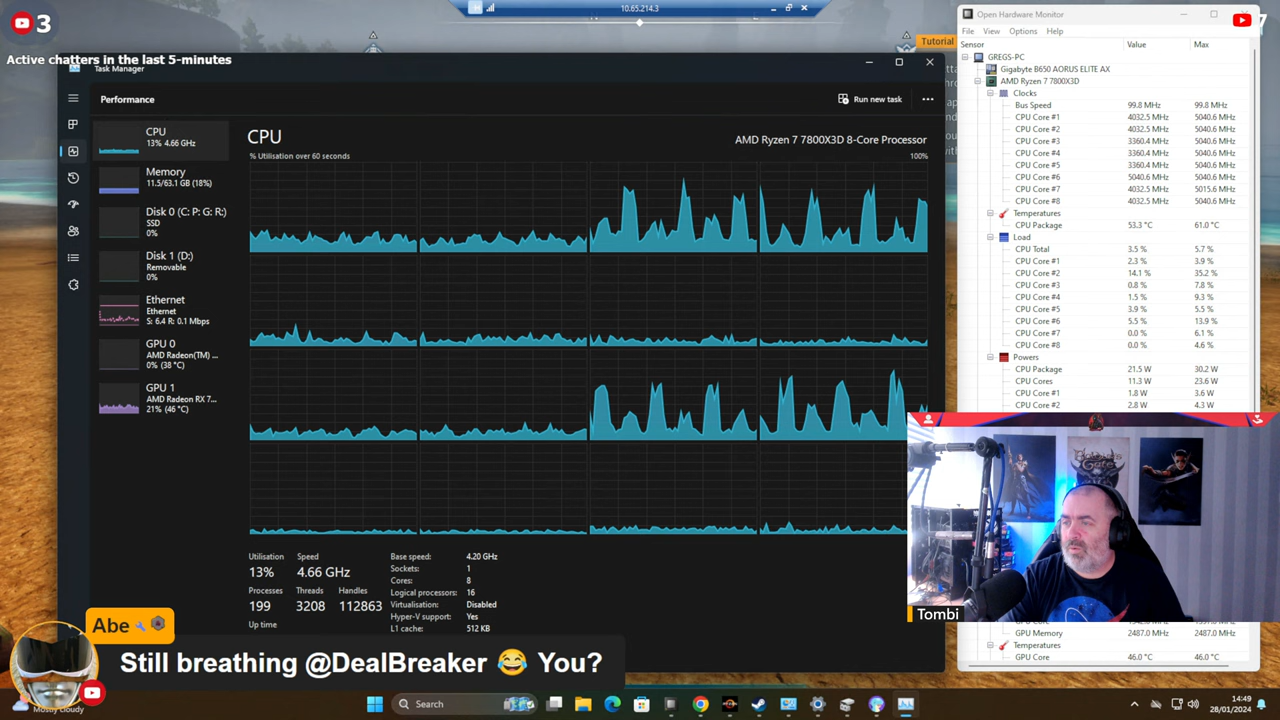 3
10.65.214.3
Active chatters in the last 5-minutes
Tutorial
Task Manager
Performance
Run new task
CPU
13% 4.66 GHz
Memory
11.5/63.1 GB (18%)
Disk 0 (C: P: G: R:)
SSD
0%
Disk 1 (D:)
Removable
0%
Ethernet
Ethernet
S: 6.4 R: 0.1 Mbps
GPU 0
AMD Radeon(TM) ...
0% (38 °C)
GPU 1
AMD Radeon RX 7...
21% (46 °C)
CPU
AMD Ryzen 7 7800X3D 8-Core Processor
% Utilisation over 60 seconds
100%
Utilisation
13%
Speed
4.66 GHz
Processes
199
Threads
3208
Handles
112863
Up time
Base speed: 4.20 GHz
Sockets: 1
Cores: 8
Logical processors: 16
Virtualisation: Disabled
Hyper-V support: Yes
L1 cache: 512 KB
Open Hardware Monitor
7
File View Options Help
Sensor Value Max
GREGS-PC
Gigabyte B650 AORUS ELITE AX
AMD Ryzen 7 7800X3D
Clocks
Bus Speed 99.8 MHz 99.8 MHz
CPU Core #1 4032.5 MHz 5040.6 MHz
CPU Core #2 4032.5 MHz 5040.6 MHz
CPU Core #3 3360.4 MHz 5040.6 MHz
CPU Core #4 3360.4 MHz 5040.6 MHz
CPU Core #5 3360.4 MHz 5040.6 MHz
CPU Core #6 5040.6 MHz 5040.6 MHz
CPU Core #7 4032.5 MHz 5015.6 MHz
CPU Core #8 4032.5 MHz 5040.6 MHz
Temperatures
CPU Package 53.3 °C 61.0 °C
Load
CPU Total 3.5 % 5.7 %
CPU Core #1 2.3 % 3.9 %
CPU Core #2 14.1 % 35.2 %
CPU Core #3 0.8 % 7.8 %
CPU Core #4 1.5 % 9.3 %
CPU Core #5 3.9 % 5.5 %
CPU Core #6 5.5 % 13.9 %
CPU Core #7 0.0 % 6.1 %
CPU Core #8 0.0 % 4.6 %
Powers
CPU Package 21.5 W 30.2 W
CPU Cores 11.3 W 23.6 W
CPU Core #1 1.8 W 3.6 W
CPU Core #2 2.8 W 4.3 W
Tombi
GPU Memory 2487.0 MHz 2487.0 MHz
Temperatures
GPU Core 46.0 °C 46.0 °C
Abe
Still breathing @SealBreaker 😂 You?
Mostly cloudy
Search
14:49
28/01/2024